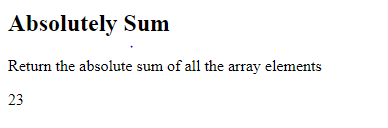 Absolutely Sum
Return the absolute sum of all the array elements
23